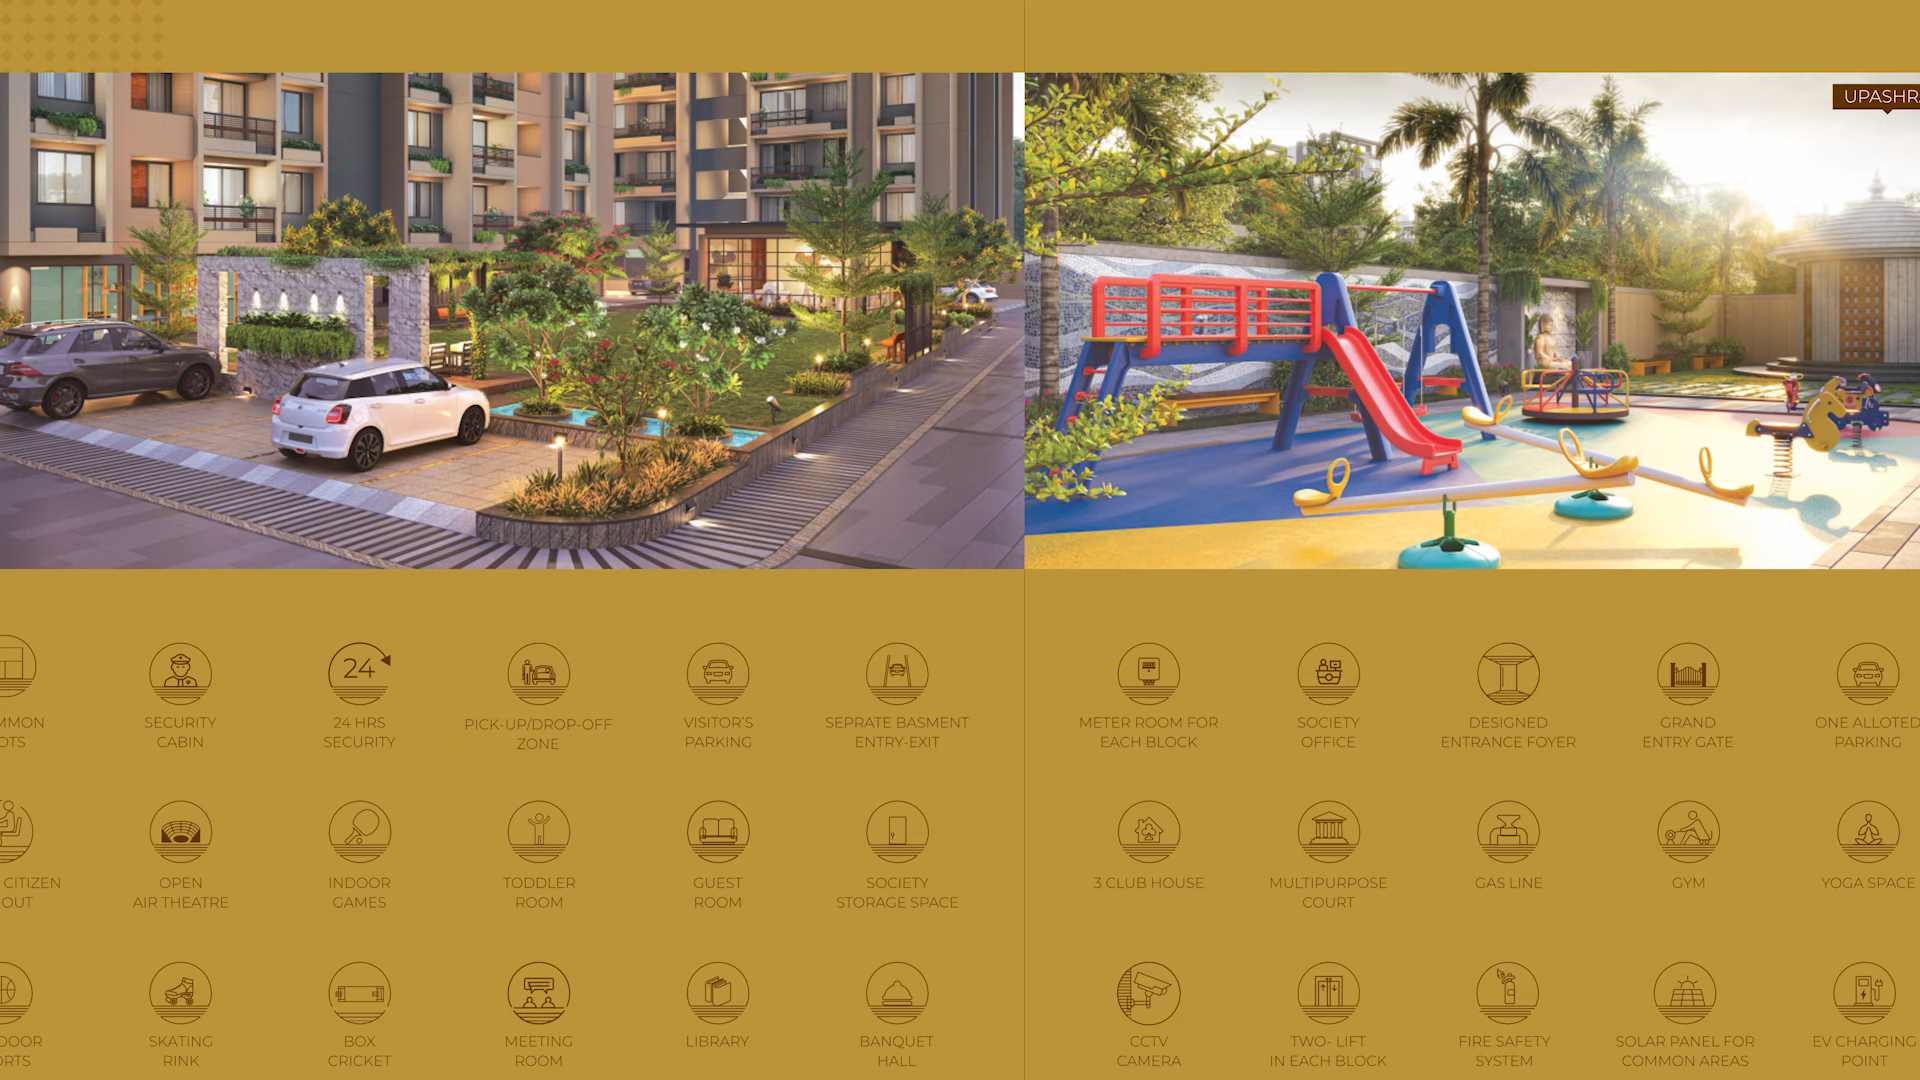 UPASHRA
24
MMON
OTS
SECURITY
CABIN
24 HRS
SECURITY
PICK-UP/DROP-OFF
ZONE
VISITOR'S
PARKING
SEPRATE BASMENT
ENTRY-EXIT
METER ROOM FOR
EACH BLOCK
SOCIETY
OFFICE
DESIGNED
ENTRANCE FOYER
GRAND
ENTRY GATE
ONE ALLOTED
PARKING
CITIZEN
-OUT
OPEN
AIR THEATRE
INDOOR
GAMES
TODDLER
ROOM
GUEST
ROOM
SOCIETY
STORAGE SPACE
3 CLUB HOUSE
MULTIPURPOSE
COURT
GAS LINE
GYM
YOGA SPACE
DOOR
ORTS
SKATING
RINK
BOX
CRICKET
MEETING
ROOM
LIBRARY
BANQUET
HALL
CCTV
CAMERA
TWO- LIFT
IN EACH BLOCK
FIRE SAFETY
SYSTEM
SOLAR PANEL FOR
COMMON AREAS
EV CHARGING
POINT